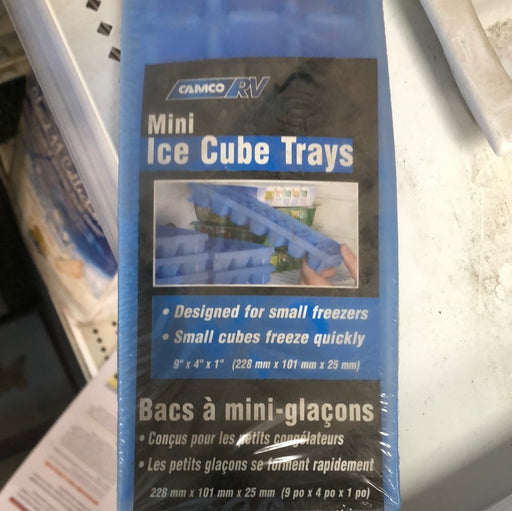 CAMCO RV
Mini
Ice Cube Trays
• Designed for small freezers
• Small cubes freeze quickly
9" x 4" x 1" (228 mm x 101 mm x 25 mm)
Bacs à mini-glaçons
• Conçus pour les petits congélateurs
• Les petits glaçons se forment rapidement
228 mm x 101 mm x 25 mm (9 po x 4 po x 1 po)